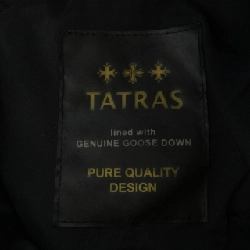 TATRAS
lined with
GENUINE GOOSE DOWN
PURE QUALITY
DESIGN